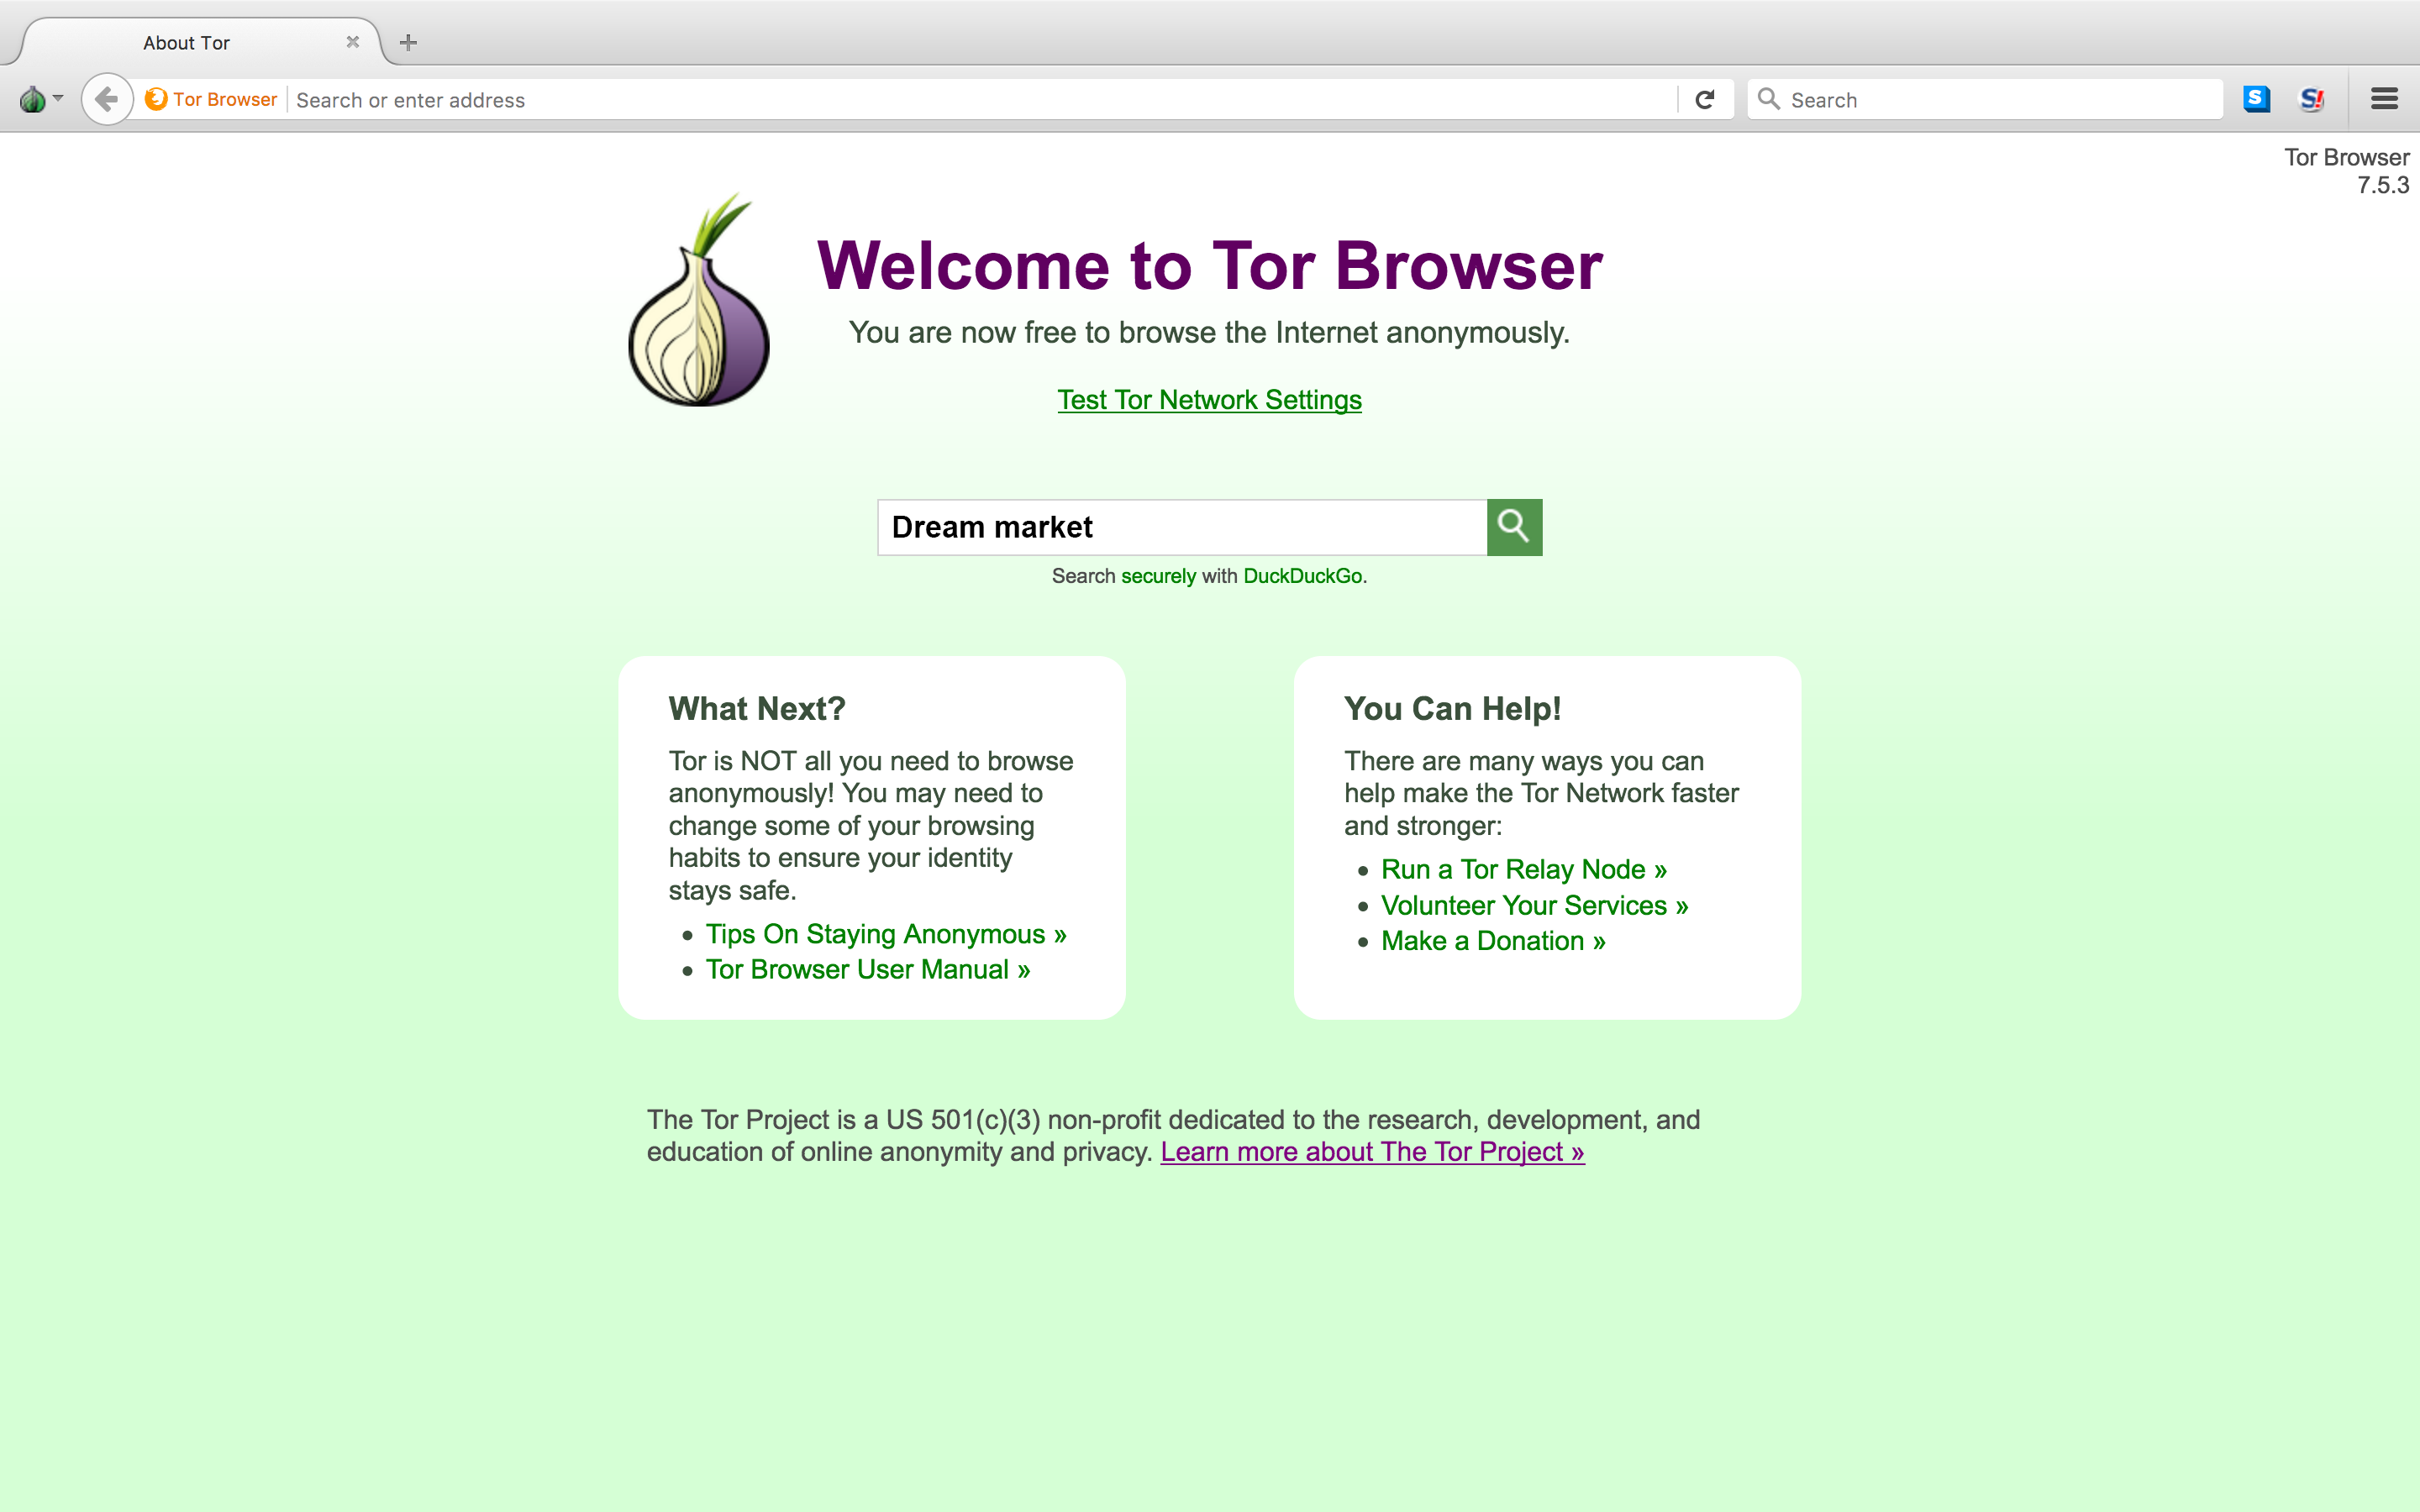 About Tor
Tor Browser
Search or enter address
Search
S
S!
Tor Browser
7.5.3
Welcome to Tor Browser
You are now free to browse the Internet anonymously.
Test Tor Network Settings
Dream market
Search securely with DuckDuckGo.
What Next?
Tor is NOT all you need to browse
anonymously! You may need to
change some of your browsing
habits to ensure your identity
stays safe.
Tips On Staying Anonymous »
Tor Browser User Manual »
You Can Help!
There are many ways you can
help make the Tor Network faster
and stronger:
Run a Tor Relay Node »
Volunteer Your Services »
Make a Donation »
The Tor Project is a US 501(c)(3) non-profit dedicated to the research, development, and
education of online anonymity and privacy. Learn more about The Tor Project »